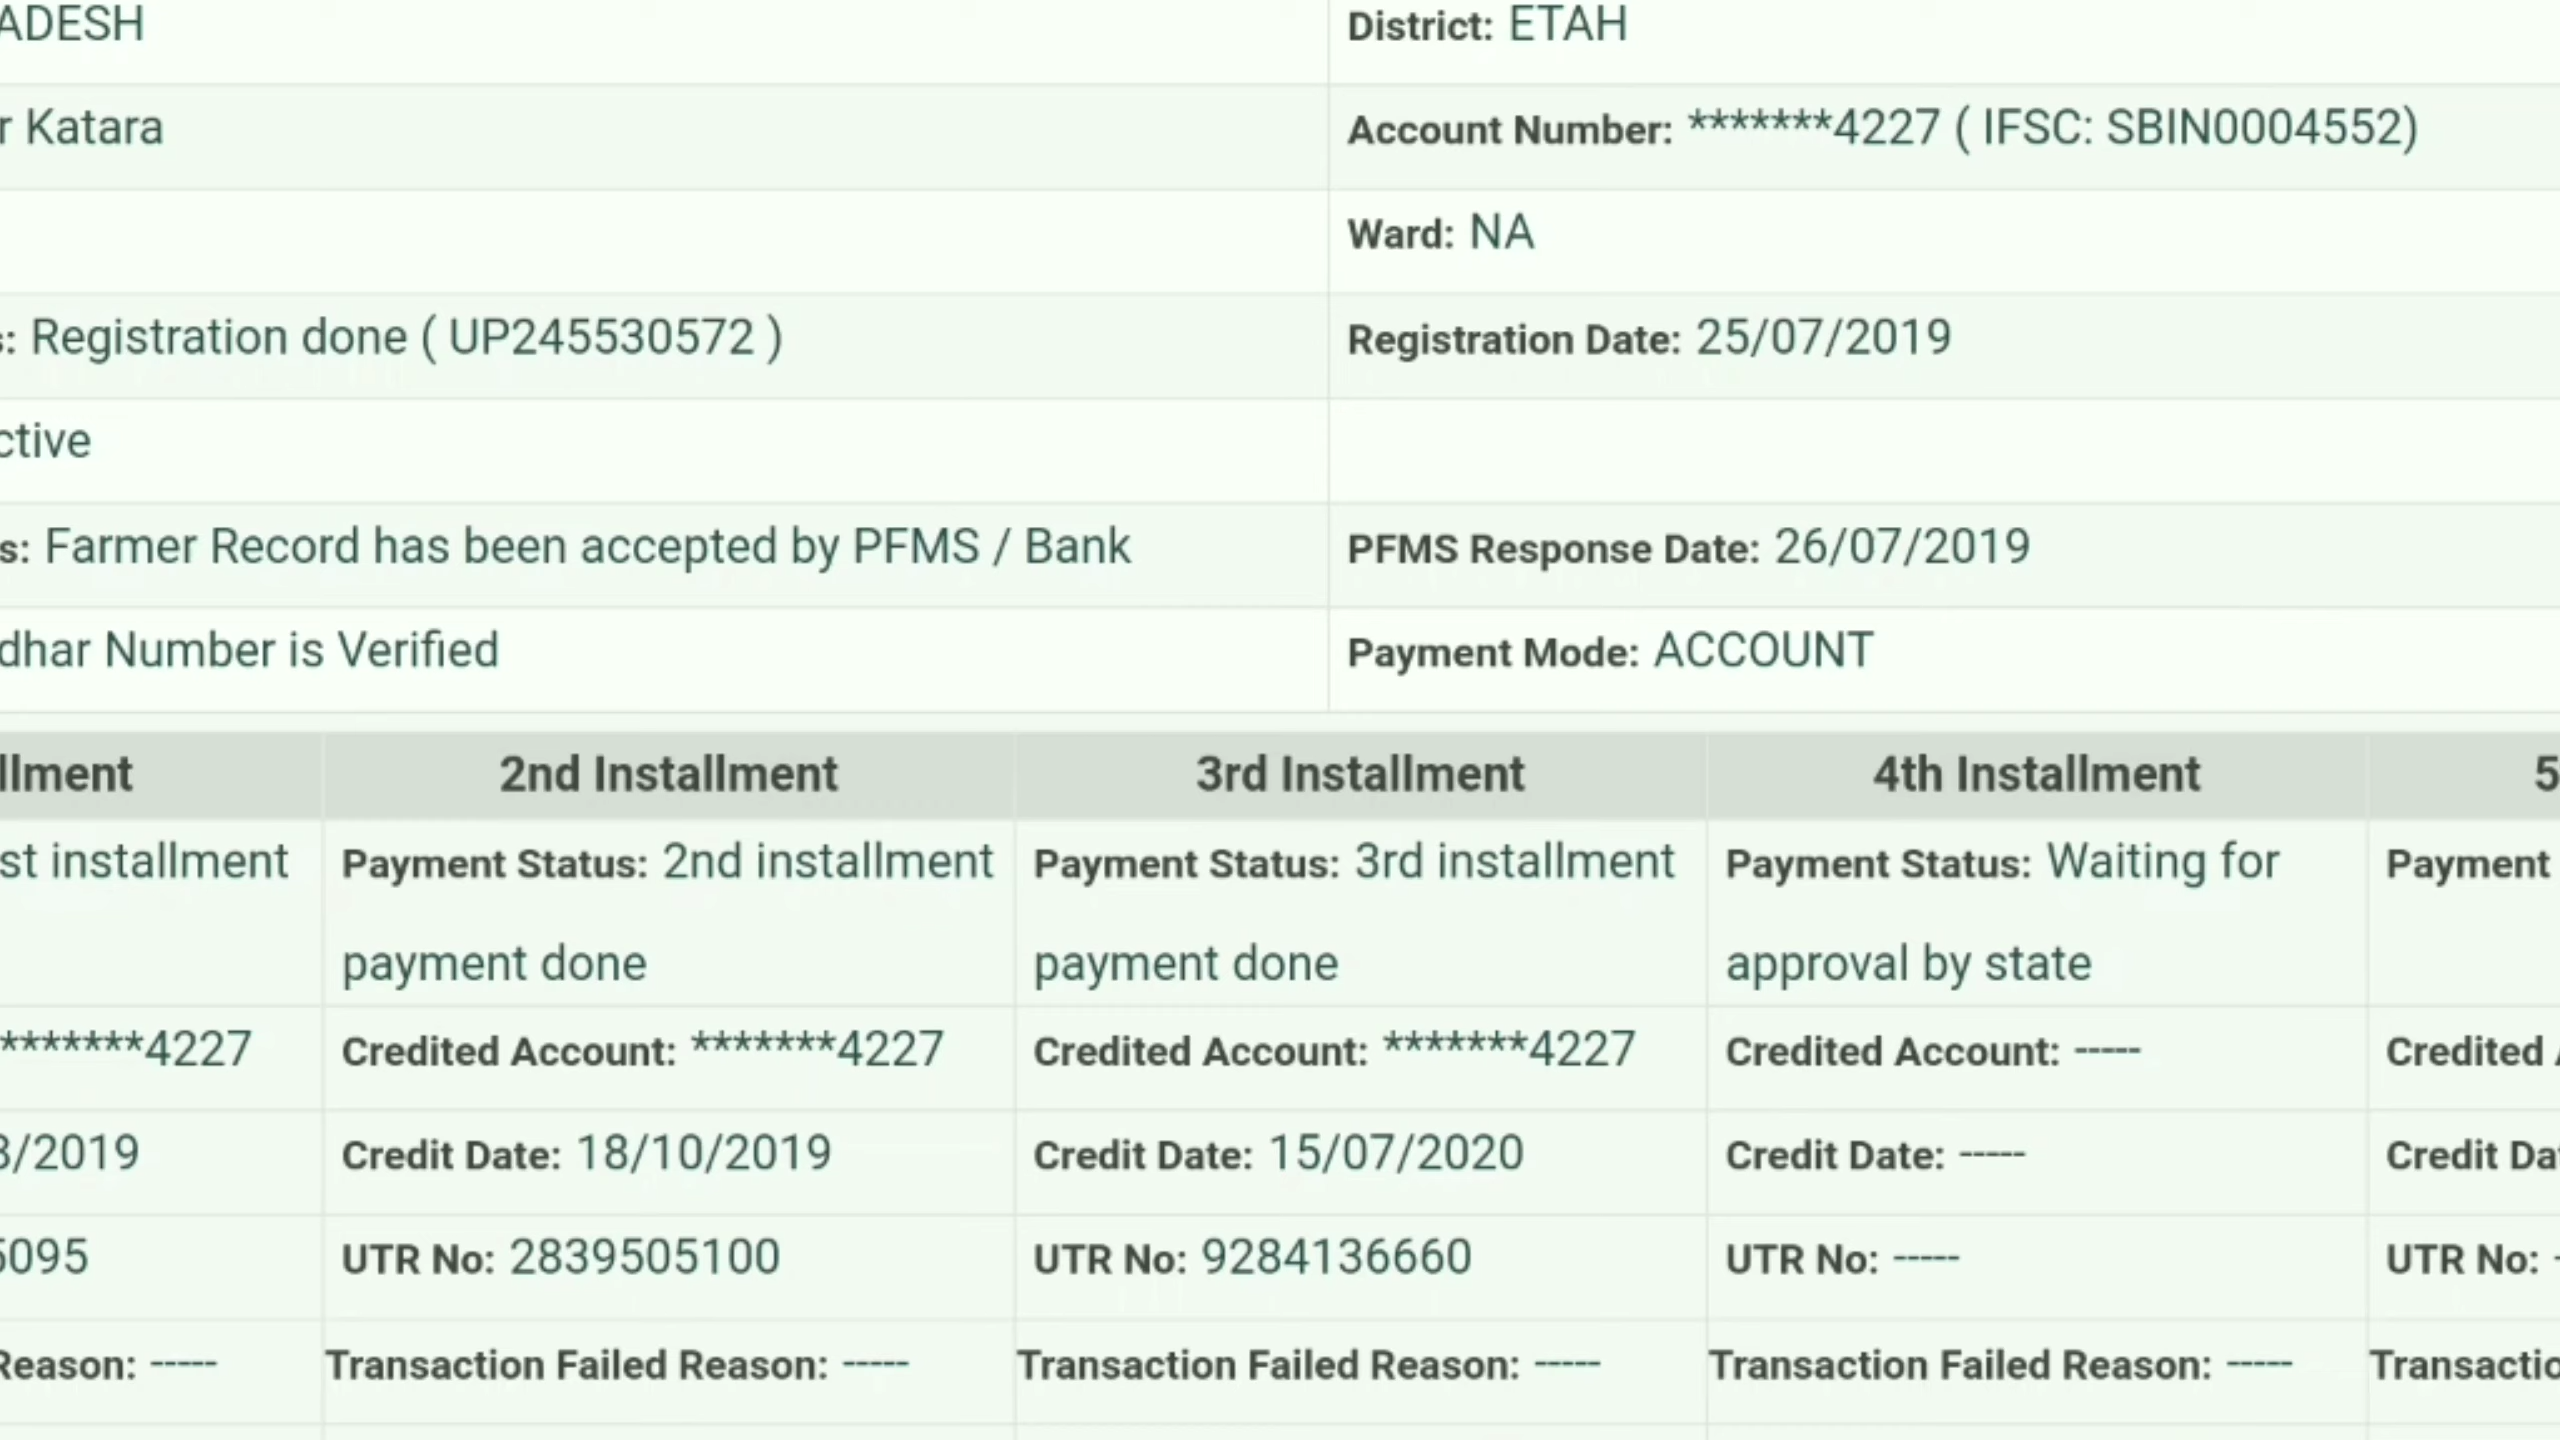 ADESH
District: ETAH
r Katara
Account Number: *******4227 ( IFSC: SBIN0004552)
Ward: NA
s: Registration done ( UP245530572 )
Registration Date: 25/07/2019
ctive
s: Farmer Record has been accepted by PFMS / Bank
PFMS Response Date: 26/07/2019
dhar Number is Verified
Payment Mode: ACCOUNT
llment
2nd Installment
3rd Installment
4th Installment
5
st installment
Payment Status: 2nd installment
payment done
Payment Status: 3rd installment
payment done
Payment Status: Waiting for
approval by state
Payment
*******4227
Credited Account: *******4227
Credited Account: *******4227
Credited Account: -----
Credited
8/2019
Credit Date: 18/10/2019
Credit Date: 15/07/2020
Credit Date: -----
Credit Da
5095
UTR No: 2839505100
UTR No: 9284136660
UTR No: -----
UTR No: -
Reason: -----
Transaction Failed Reason: -----
Transaction Failed Reason: -----
Transaction Failed Reason: -----
Transactio